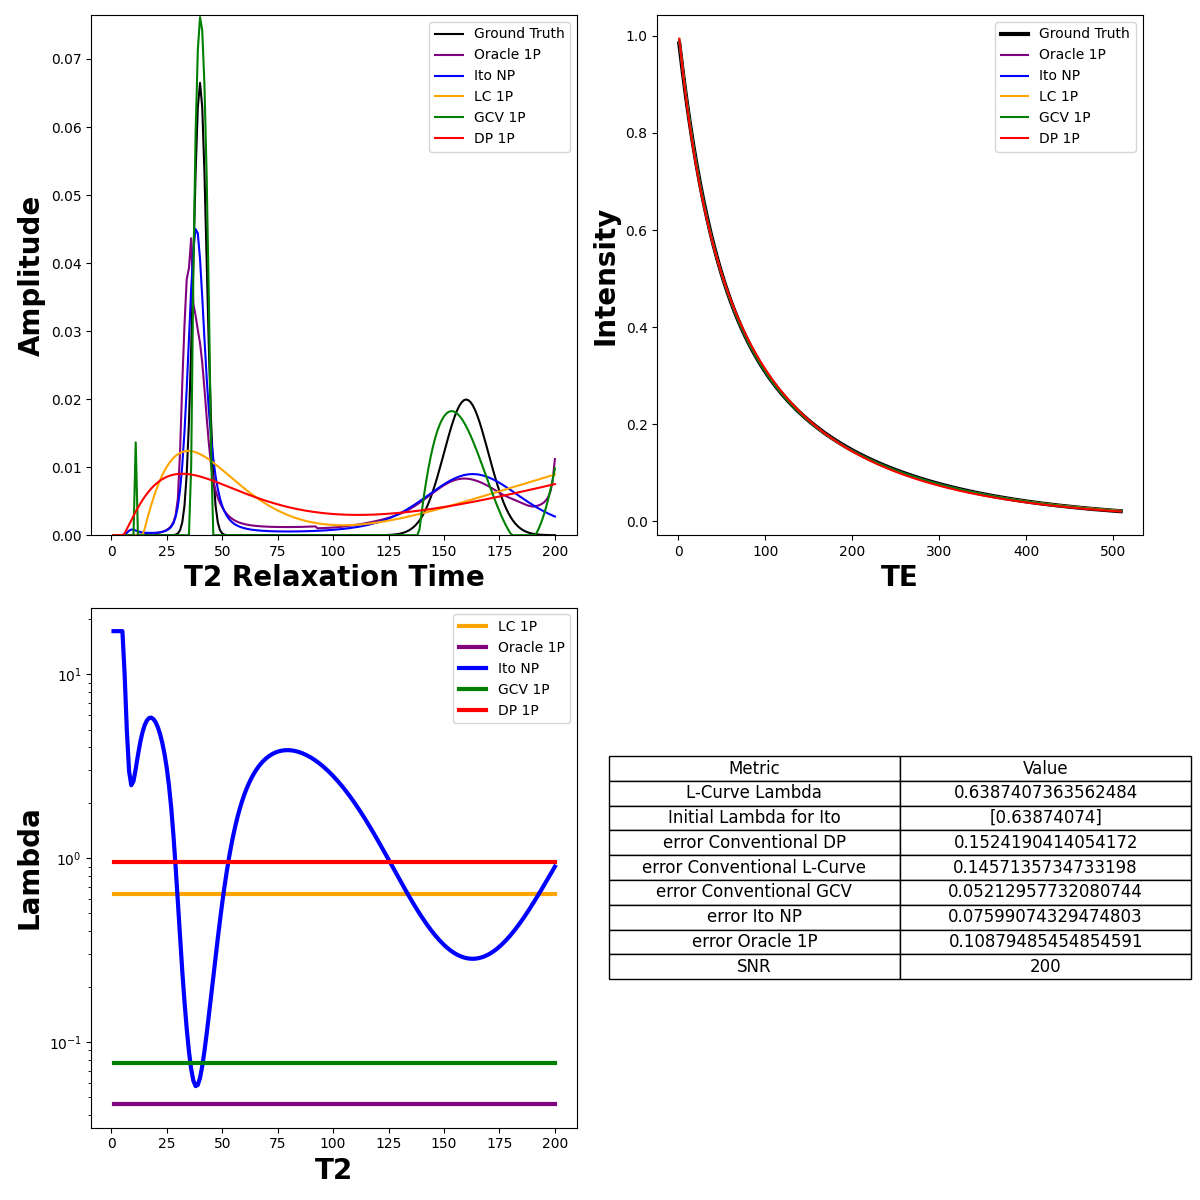 Amplitude
0.07
0.06
0.05
0.04
0.03
0.02
0.01
0.00
0 25 50 75 100 125 150 175 200
T2 Relaxation Time
Ground Truth
Oracle 1P
Ito NP
LC 1P
GCV 1P
DP 1P
Intensity
1.0
0.8
0.6
0.4
0.2
0.0
0 100 200 300 400 500
TE
Ground Truth
Oracle 1P
Ito NP
LC 1P
GCV 1P
DP 1P
Lambda
10¹
10⁰
10⁻¹
0 25 50 75 100 125 150 175 200
T2
LC 1P
Oracle 1P
Ito NP
GCV 1P
DP 1P
Metric Value
L-Curve Lambda 0.6387407363562484
Initial Lambda for Ito [0.63874074]
error Conventional DP 0.1524190414054172
error Conventional L-Curve 0.1457135734733198
error Conventional GCV 0.05212957732080744
error Ito NP 0.07599074329474803
error Oracle 1P 0.10879485454854591
SNR 200